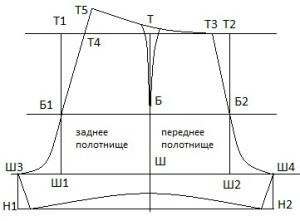 Т5
Т1 Т Т3 Т2
Т4
Б1 Б Б2
заднее переднее
полотнище полотнище
Ш3 Ш Ш4
Ш1 Ш2
Н1 Н2